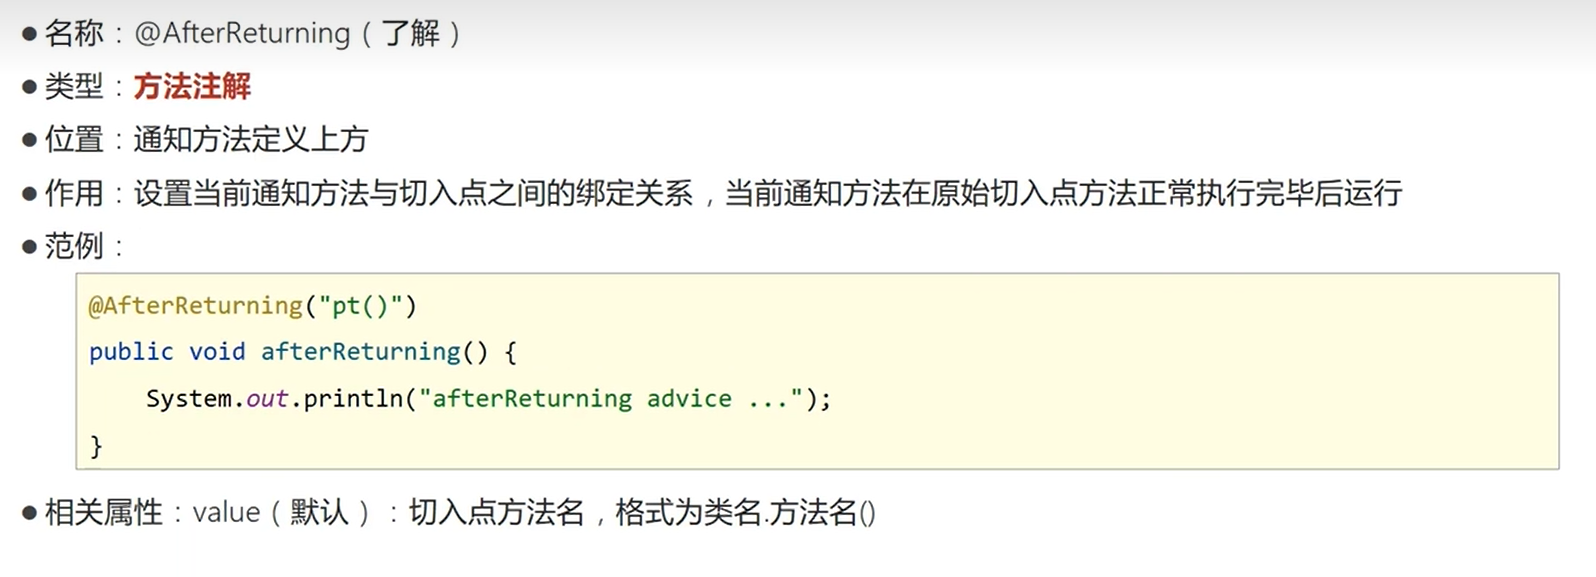 ● 名称：@AfterReturning（了解）
● 类型：方法注解
● 位置：通知方法定义上方
● 作用：设置当前通知方法与切入点之间的绑定关系，当前通知方法在原始切入点方法正常执行完毕后运行
● 范例：
@AfterReturning("pt()")
public void afterReturning() {
    System.out.println("afterReturning advice ...");
}
● 相关属性：value（默认）：切入点方法名，格式为类名.方法名()